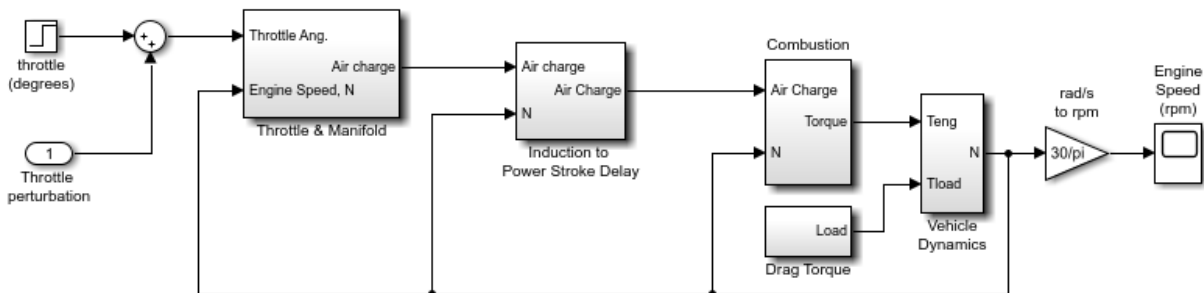 throttle
(degrees)
+
+
1
Throttle
perturbation
Throttle Ang.
Air charge
Engine Speed, N
Throttle & Manifold
Air charge
Air Charge
N
Induction to
Power Stroke Delay
Combustion
Air Charge
Torque
N
Load
Drag Torque
Teng
N
Tload
Vehicle
Dynamics
rad/s
to rpm
30/pi
Engine
Speed
(rpm)